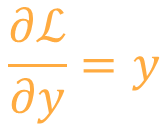 ∂ℒ/∂y = y